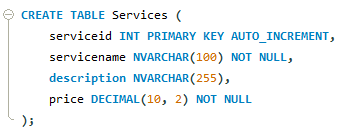 CREATE TABLE Services (
serviceid INT PRIMARY KEY AUTO_INCREMENT,
servicename NVARCHAR(100) NOT NULL,
description NVARCHAR(255),
price DECIMAL(10, 2) NOT NULL
);